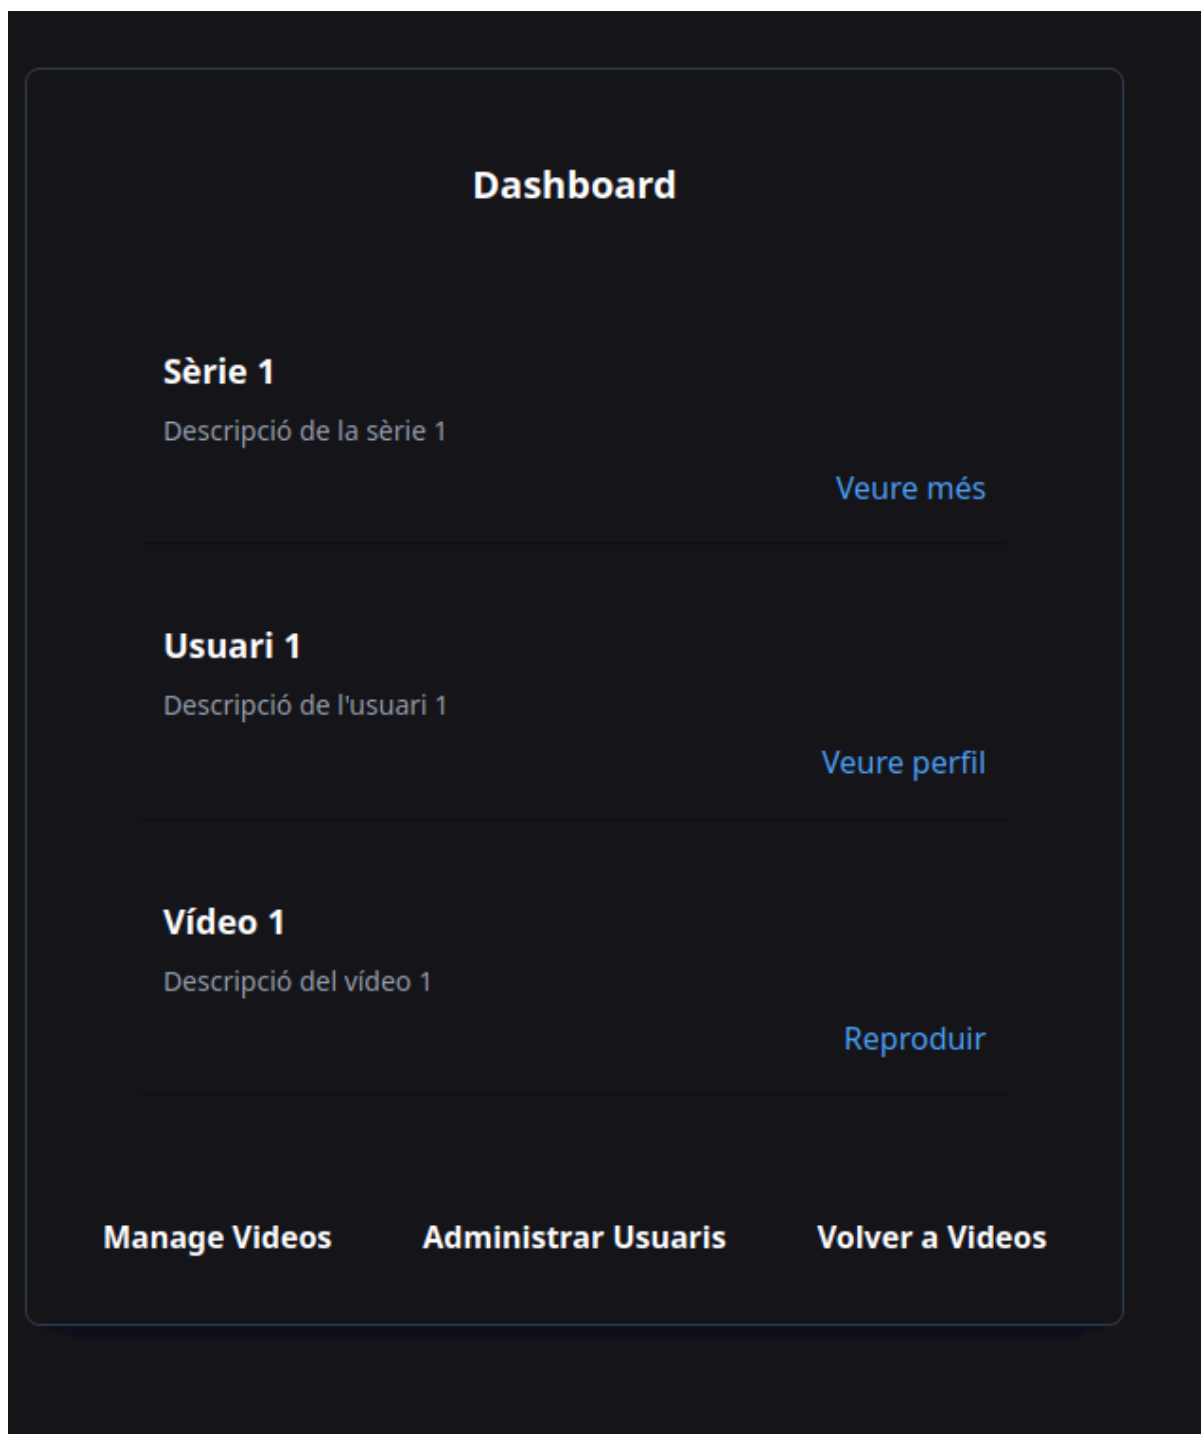 Dashboard
Sèrie 1
Descripció de la sèrie 1
Veure més
Usuari 1
Descripció de l'usuari 1
Veure perfil
Vídeo 1
Descripció del vídeo 1
Reproduir
Manage Videos Administrar Usuaris Volver a Videos